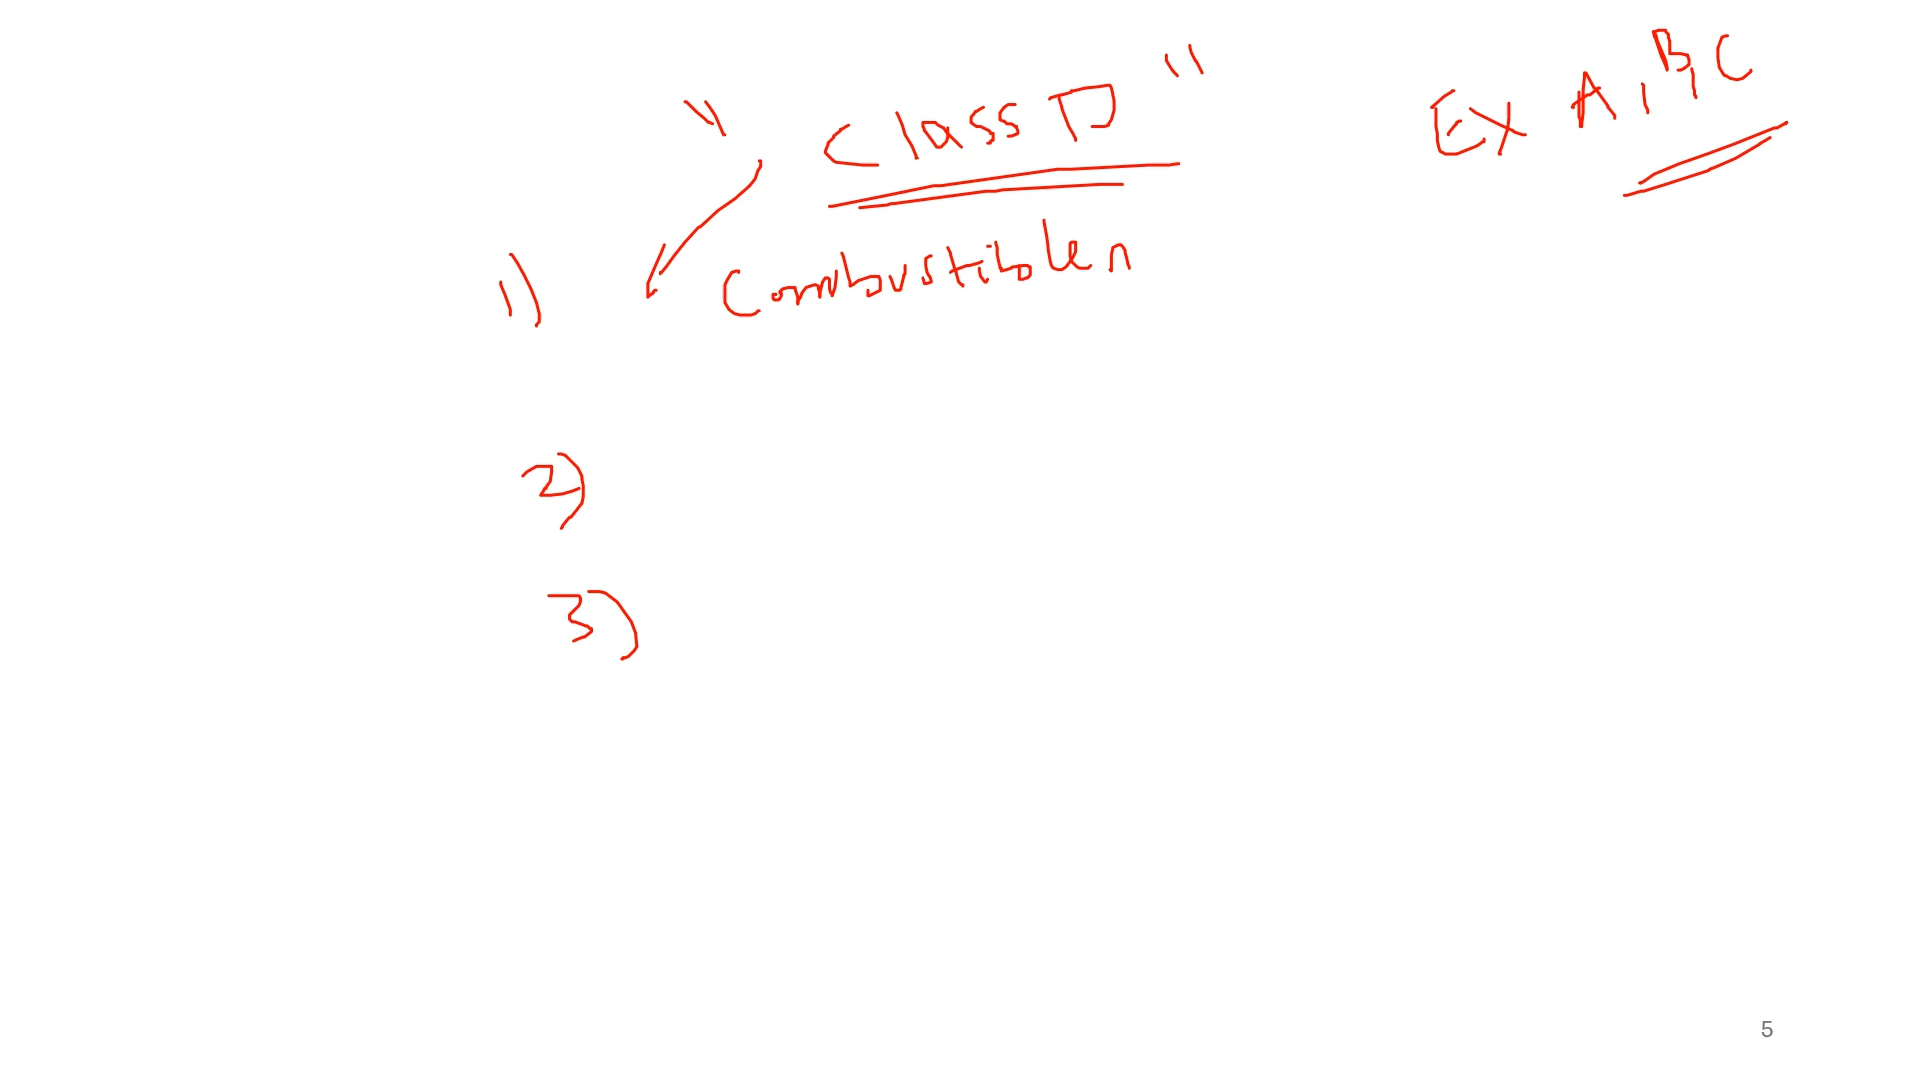 " Class D "
Ex A, B, C
1) Combustiblen
2)
3)
5